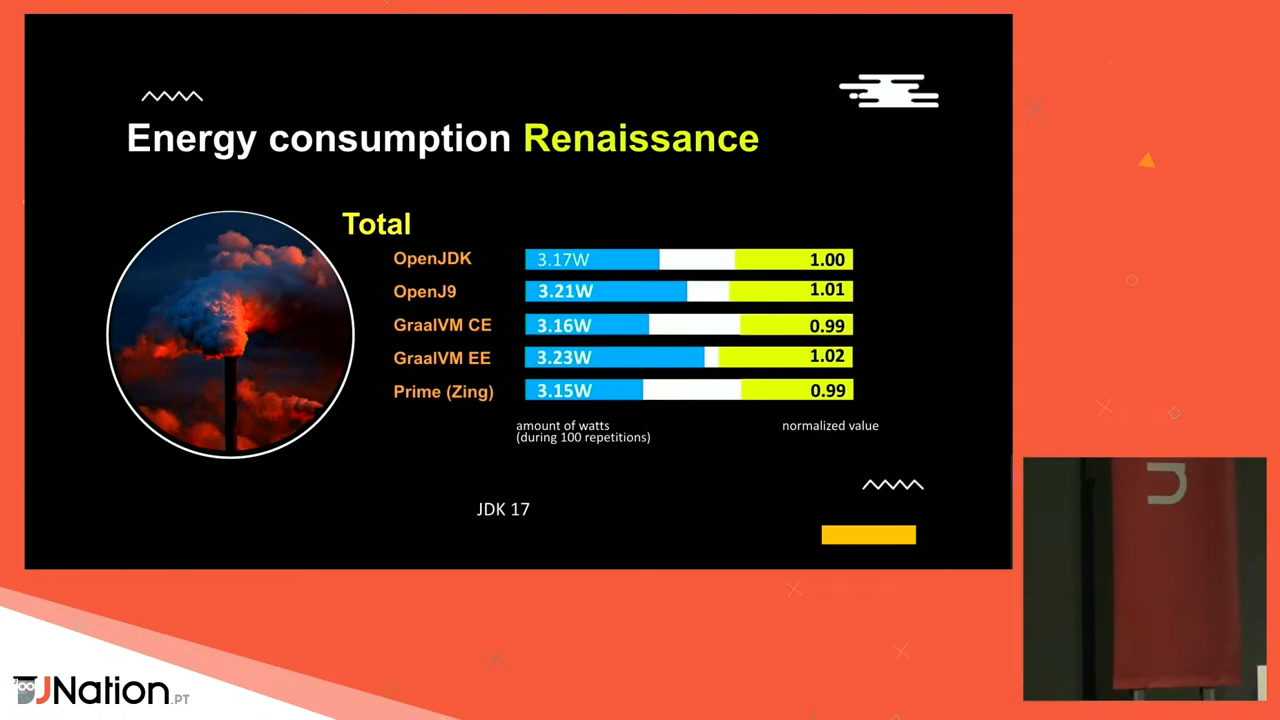 Energy consumption Renaissance
Total
OpenJDK 3.17W 1.00
OpenJ9 3.21W 1.01
GraalVM CE 3.16W 0.99
GraalVM EE 3.23W 1.02
Prime (Zing) 3.15W 0.99
amount of watts
(during 100 repetitions)
normalized value
JDK 17
JNation.PT